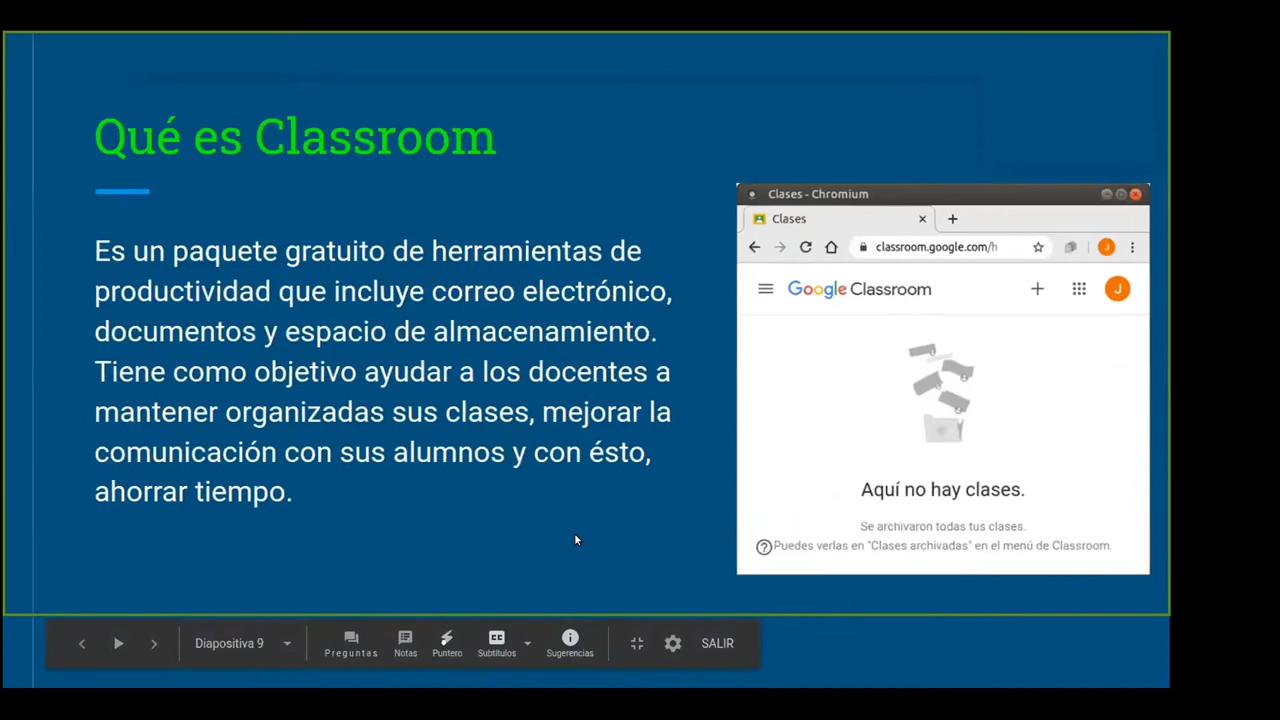 Qué es Classroom
Es un paquete gratuito de herramientas de
productividad que incluye correo electrónico,
documentos y espacio de almacenamiento.
Tiene como objetivo ayudar a los docentes a
mantener organizadas sus clases, mejorar la
comunicación con sus alumnos y con ésto,
ahorrar tiempo.
Clases - Chromium
Clases
classroom.google.com/h
J
Google Classroom
J
Aquí no hay clases.
Se archivaron todas tus clases.
Puedes verlas en "Clases archivadas" en el menú de Classroom.
Diapositiva 9
Preguntas
Notas
Puntero
Subtítulos
Sugerencias
SALIR